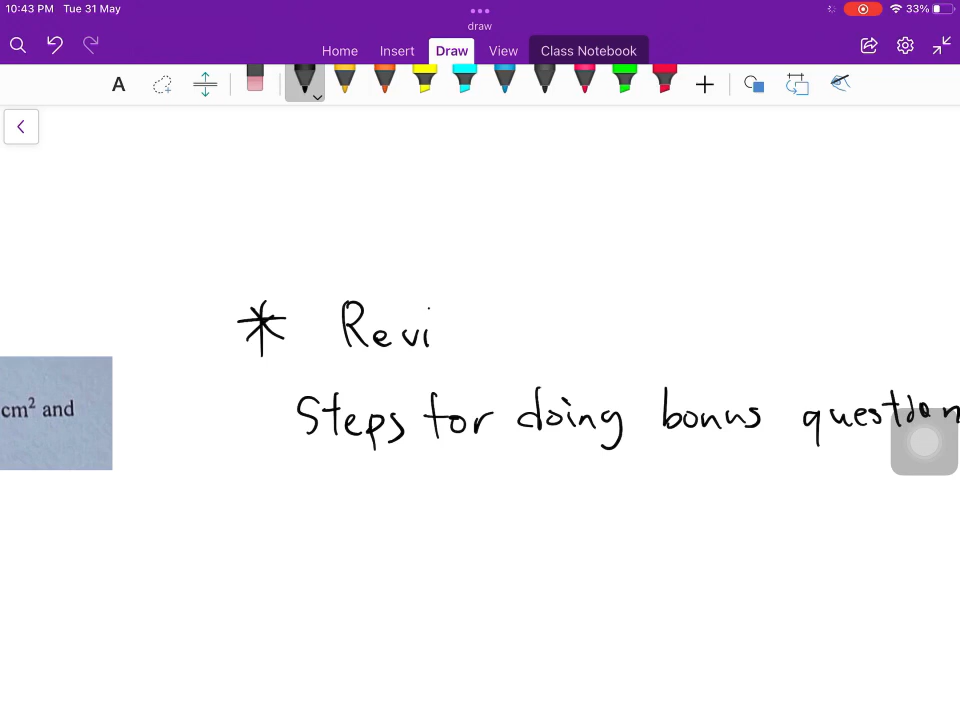 10:43 PM Tue 31 May
33%
draw
Home Insert Draw View Class Notebook
A
* Revi
cm² and
Steps for doing bonus question